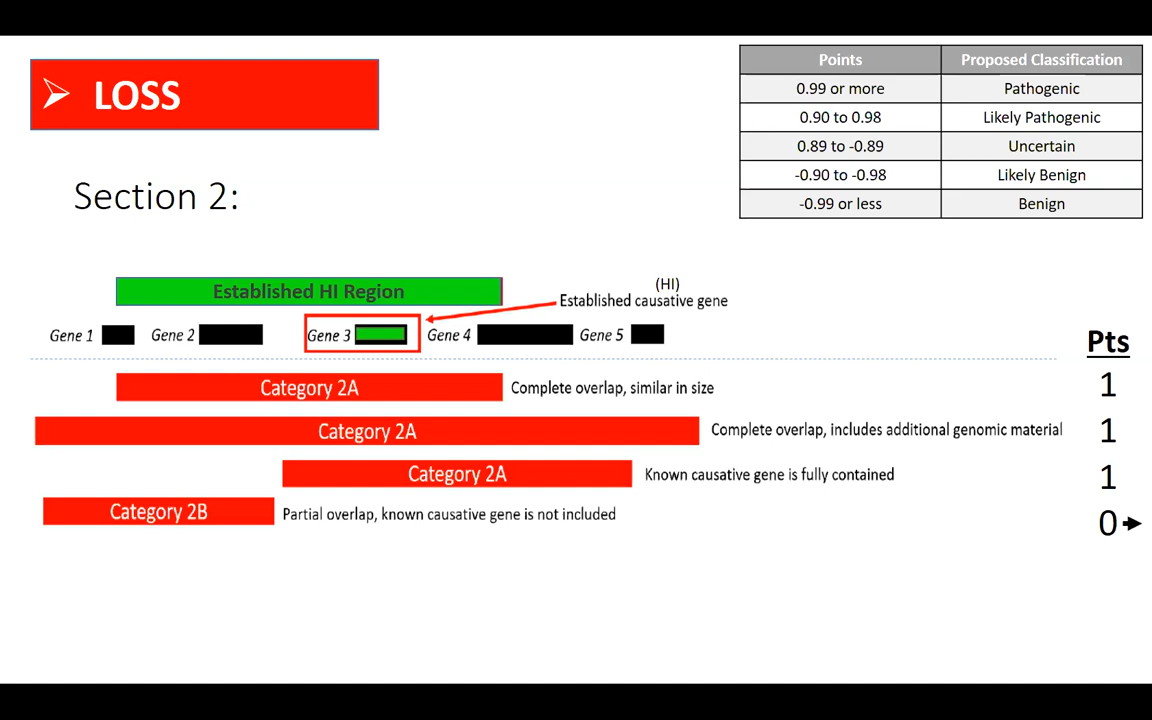 LOSS
Points Proposed Classification
0.99 or more Pathogenic
0.90 to 0.98 Likely Pathogenic
0.89 to -0.89 Uncertain
-0.90 to -0.98 Likely Benign
-0.99 or less Benign
Section 2:
(HI)
Established HI Region
Established causative gene
Gene 1 Gene 2 Gene 3 Gene 4 Gene 5
Pts
Category 2A Complete overlap, similar in size 1
Category 2A Complete overlap, includes additional genomic material 1
Category 2A Known causative gene is fully contained 1
Category 2B Partial overlap, known causative gene is not included 0